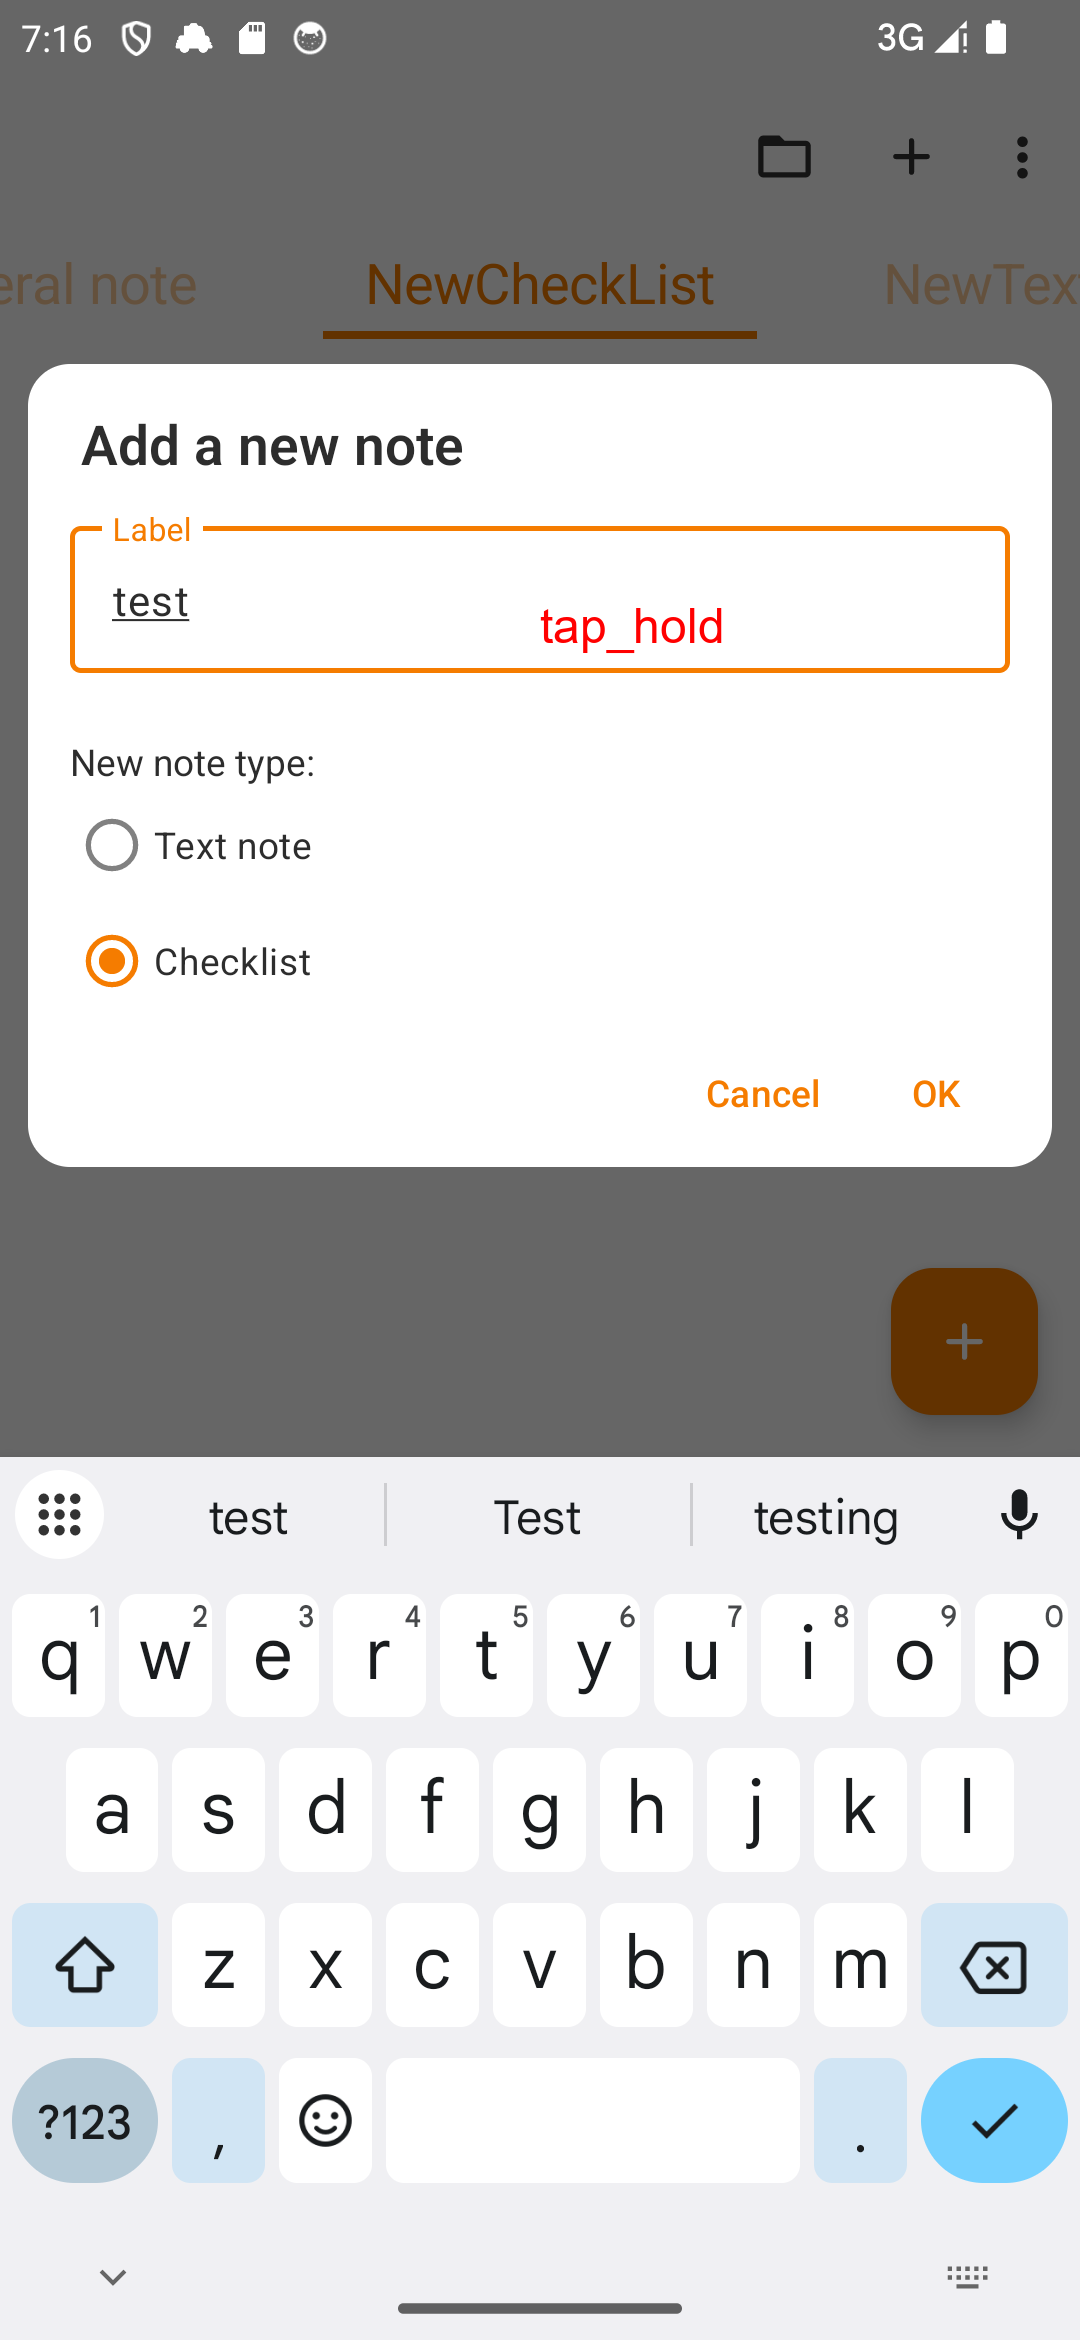 7:16 3G
eral note NewCheckList NewTex
Add a new note
Label
test
tap_hold
New note type:
Text note
Checklist
Cancel OK
test Test testing
q1 w2 e3 r4 t5 y6 u7 i8 o9 p0
a s d f g h j k l
z x c v b n m
?123 , .